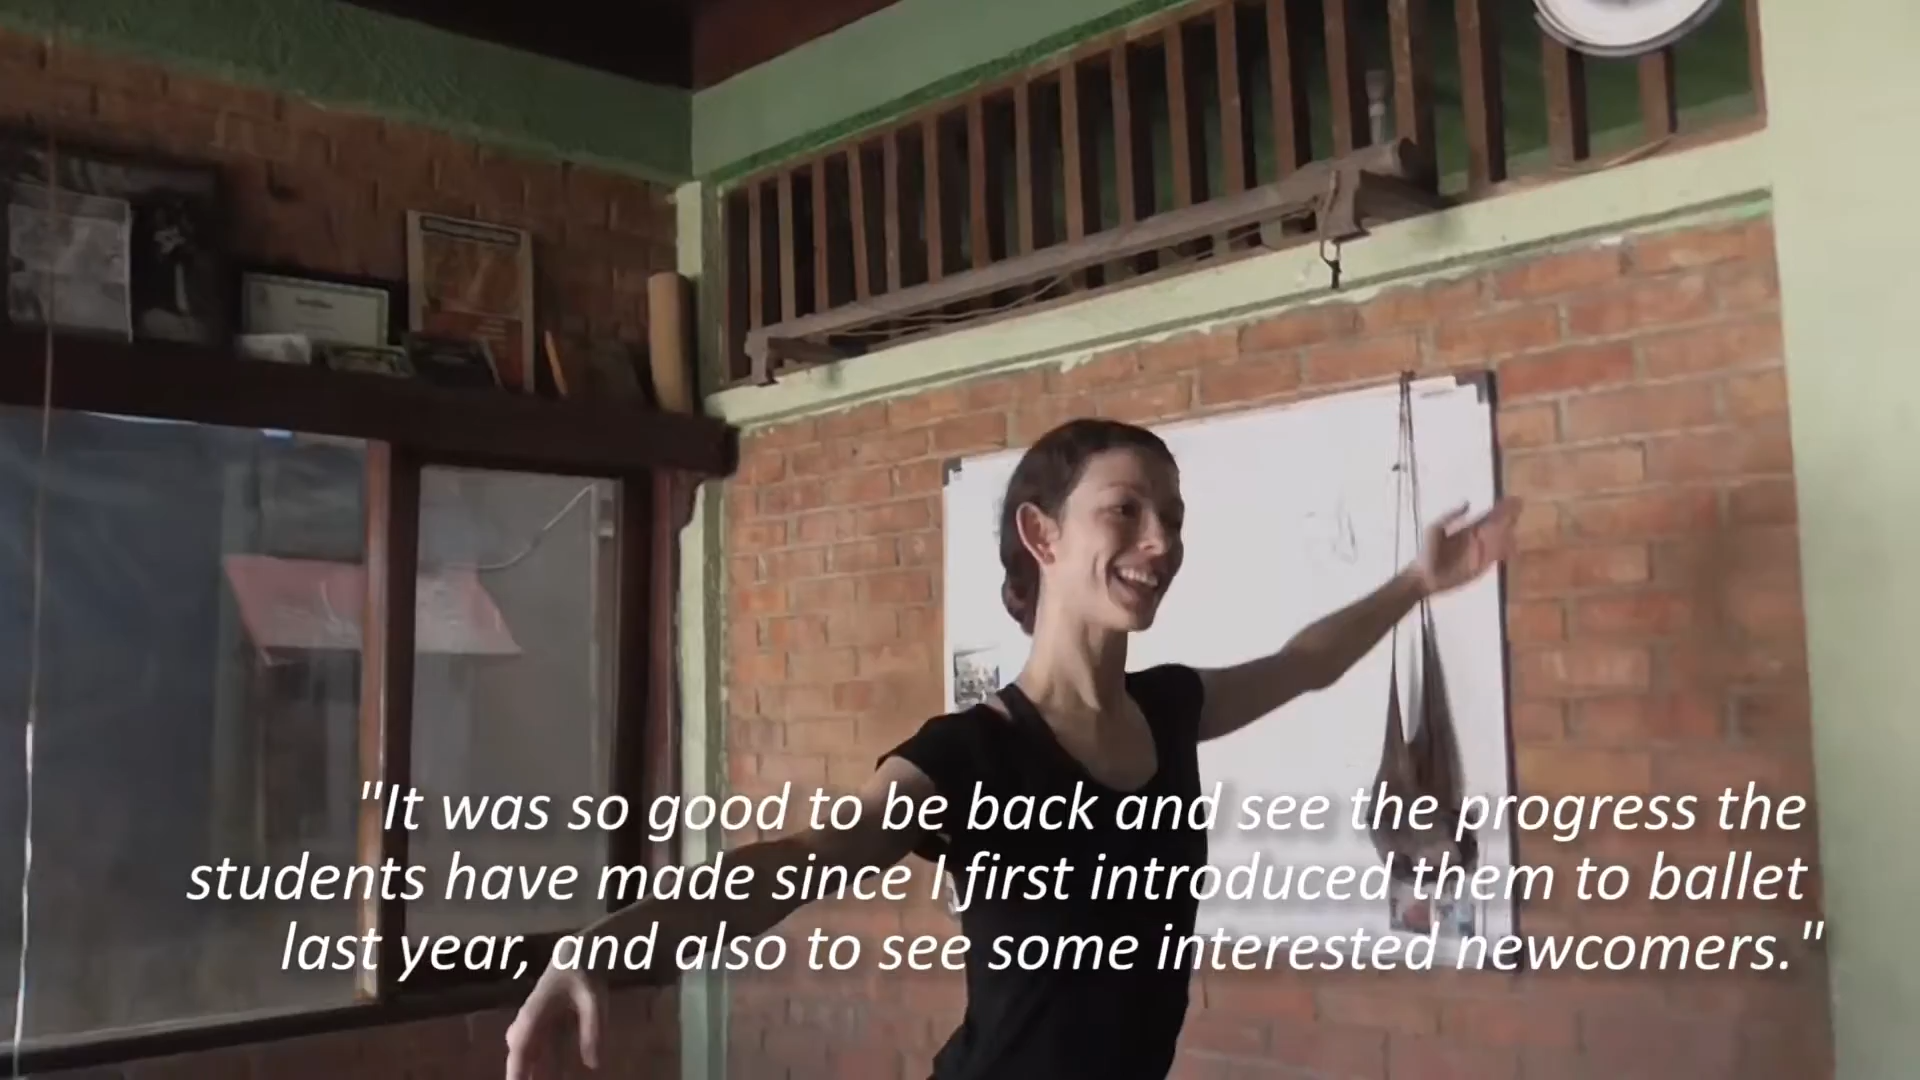 "It was so good to be back and see the progress the
students have made since I first introduced them to ballet
last year, and also to see some interested newcomers."